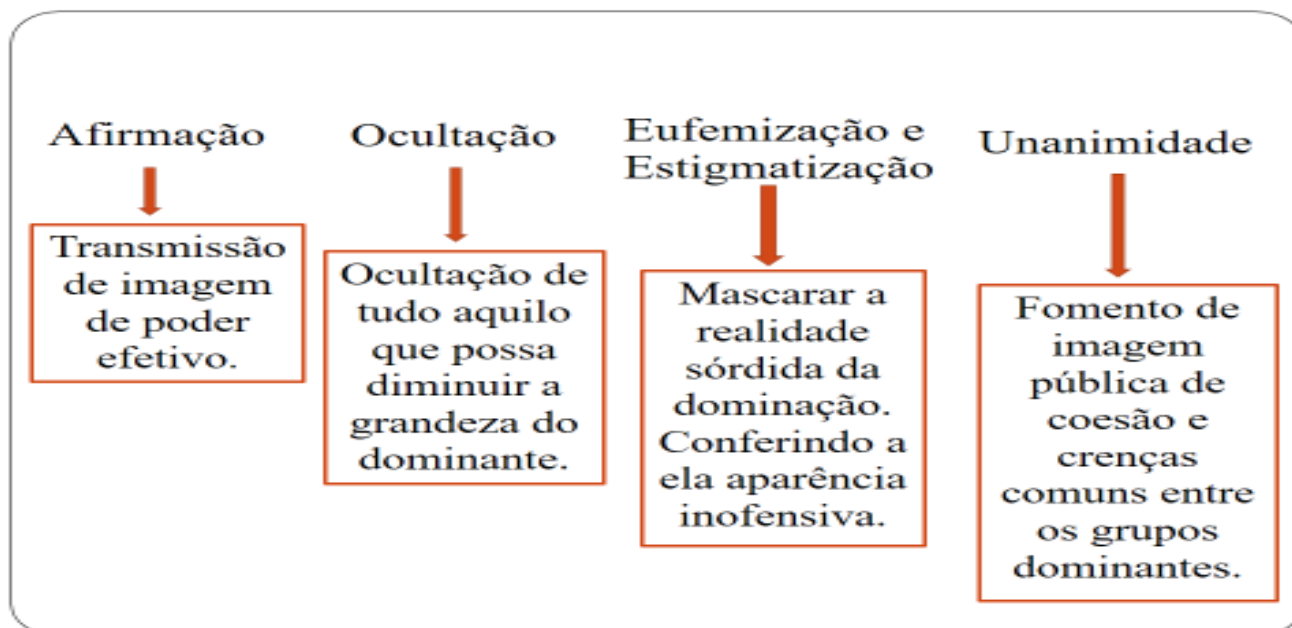 Afirmação
Transmissão
de imagem
de poder
efetivo.
Ocultação
Ocultação de
tudo aquilo
que possa
diminuir a
grandeza do
dominante.
Eufemização e
Estigmatização
Mascarar a
realidade
sórdida da
dominação.
Conferindo a
ela aparência
inofensiva.
Unanimidade
Fomento de
imagem
pública de
coesão e
crenças
comuns entre
os grupos
dominantes.